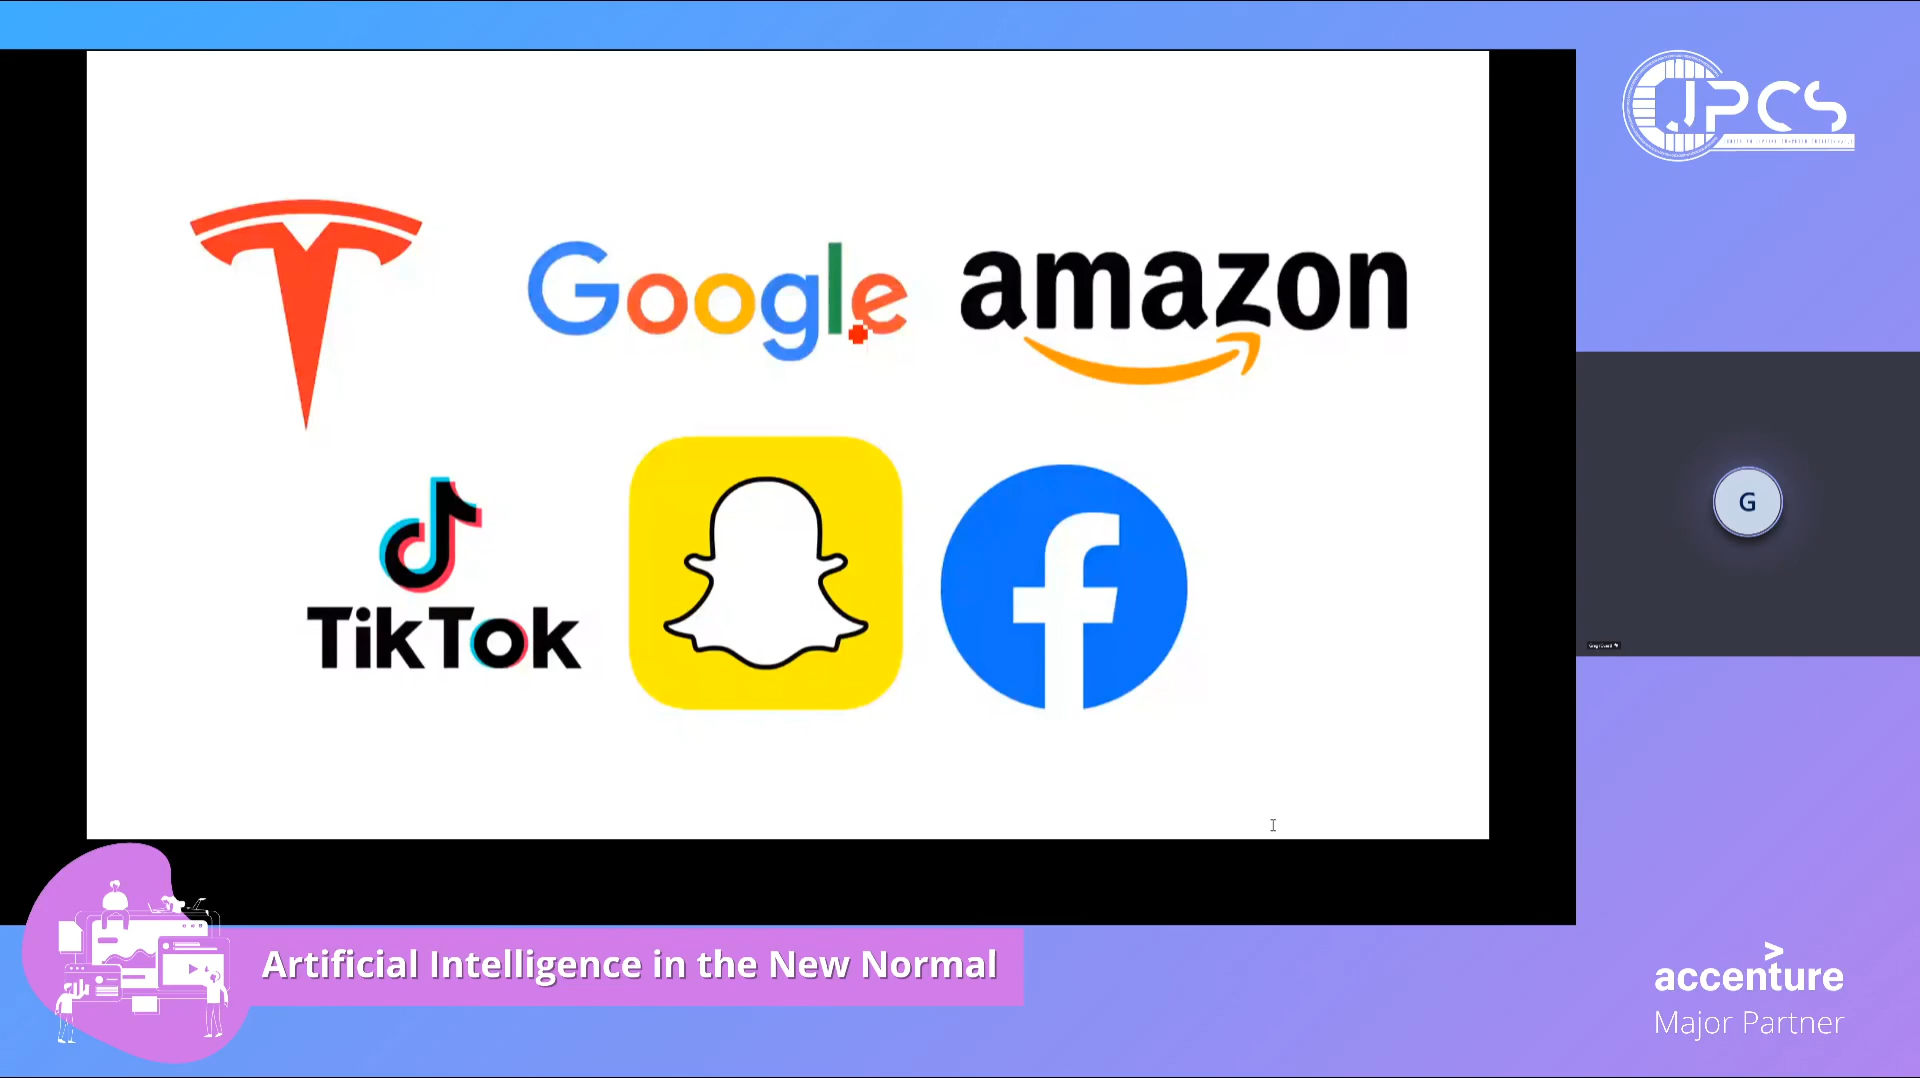 JPCS
Google
amazon
TikTok
G
Artificial Intelligence in the New Normal
accenture
Major Partner